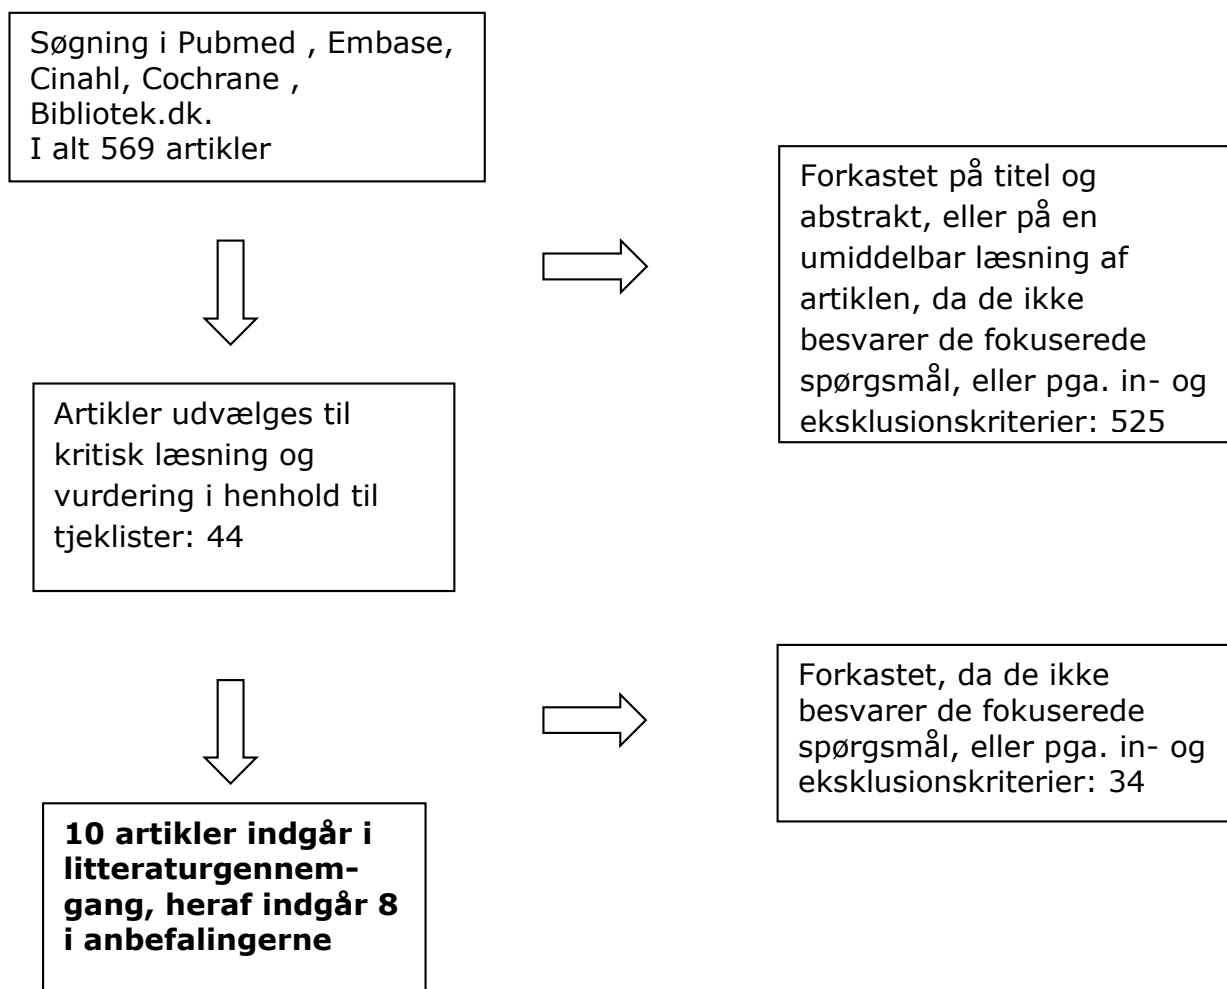 Søgning i Pubmed , Embase,
Cinahl, Cochrane ,
Bibliotek.dk.
I alt 569 artikler
Forkastet på titel og
abstrakt, eller på en
umiddelbar læsning af
artiklen, da de ikke
besvarer de fokuserede
spørgsmål, eller pga. in- og
eksklusionskriterier: 525
Artikler udvælges til
kritisk læsning og
vurdering i henhold til
tjeklister: 44
Forkastet, da de ikke
besvarer de fokuserede
spørgsmål, eller pga. in- og
eksklusionskriterier: 34
10 artikler indgår i
litteraturgennem-
gang, heraf indgår 8
i anbefalingerne